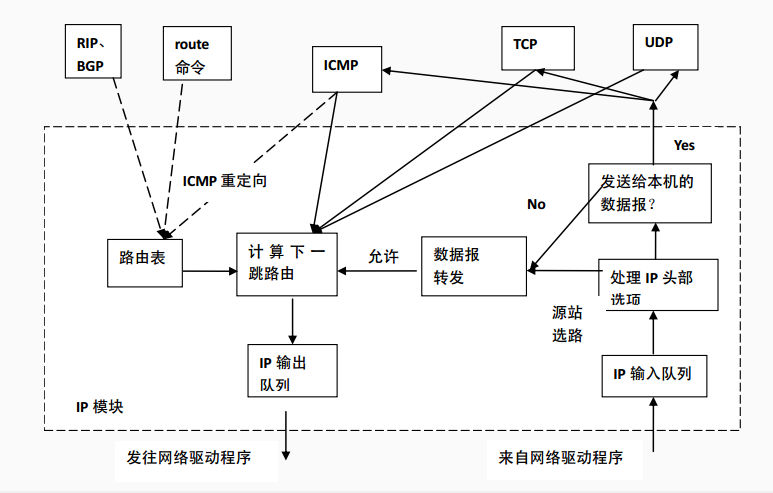 RIP、
BGP
route
命令
ICMP
TCP
UDP
Yes
ICMP 重定向
发送给本机的
数据报？
No
路由表
计算下一
跳路由
允许
数据报
转发
处理 IP 头部
选项
源站
选路
IP 输出
队列
IP 输入队列
IP 模块
发往网络驱动程序
来自网络驱动程序